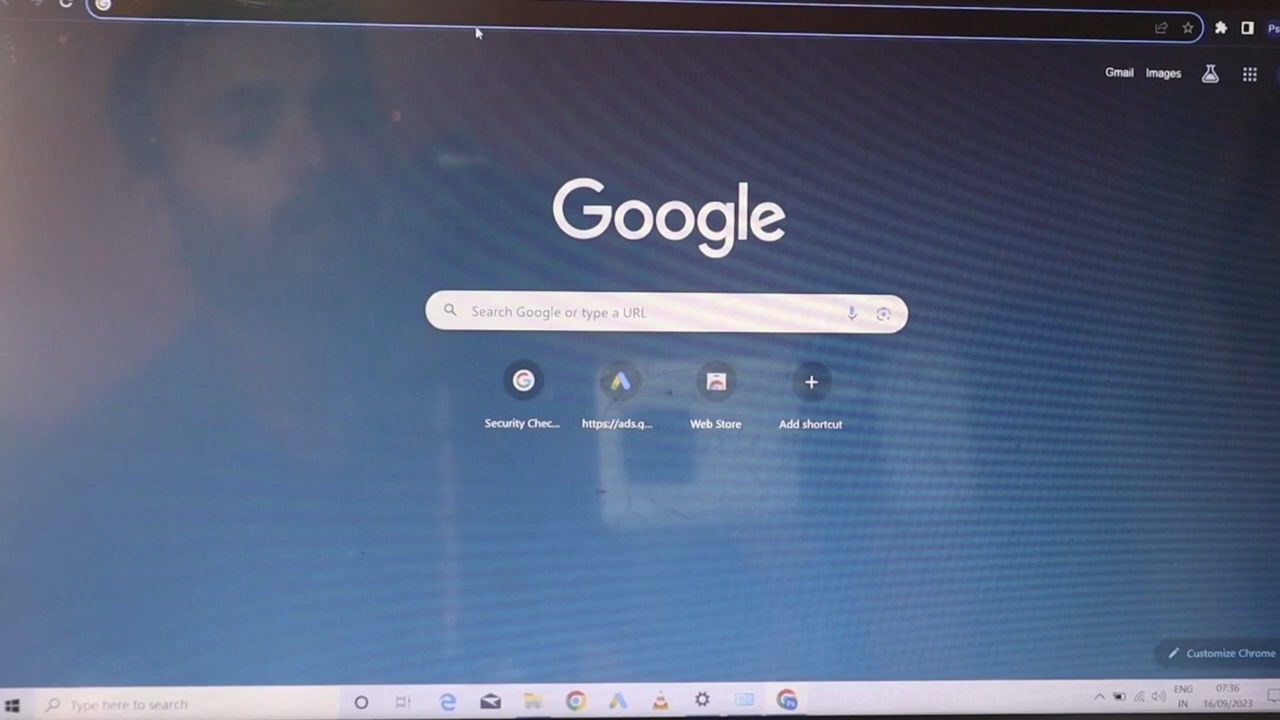 Ps
Gmail Images
Google
Search Google or type a URL
Security Chec... https://ads.g... Web Store Add shortcut
Customize Chrome
Type here to search
ENG 07:36
IN 16/09/2023